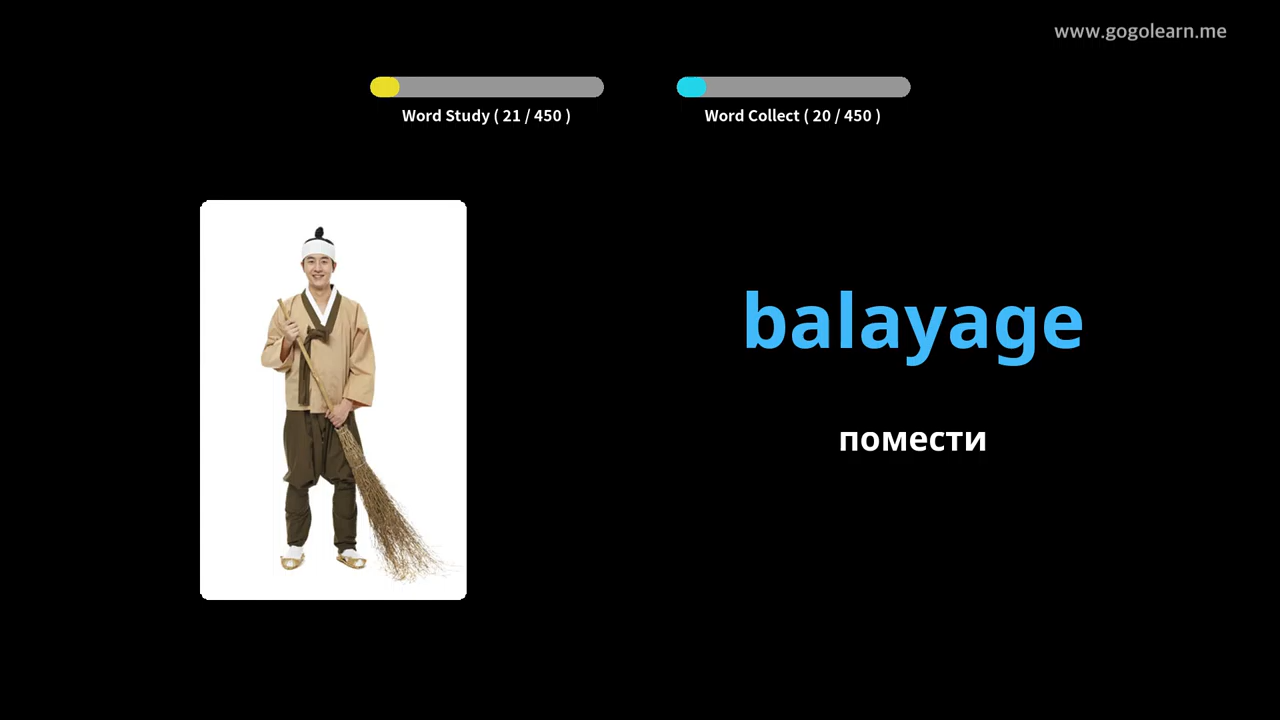 www.gogolearn.me
Word Study ( 21 / 450 )
Word Collect ( 20 / 450 )
balayage
помести